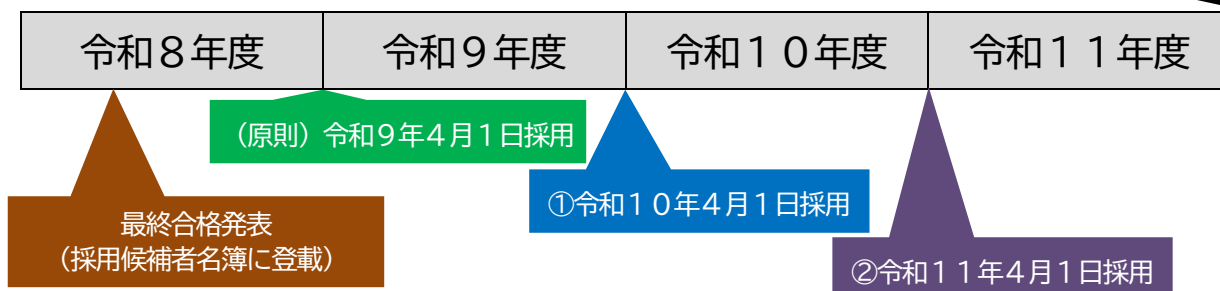 令和８年度 令和９年度 令和１０年度 令和１１年度
（原則）令和９年４月１日採用
①令和１０年４月１日採用
最終合格発表
（採用候補者名簿に登載）
②令和１１年４月１日採用